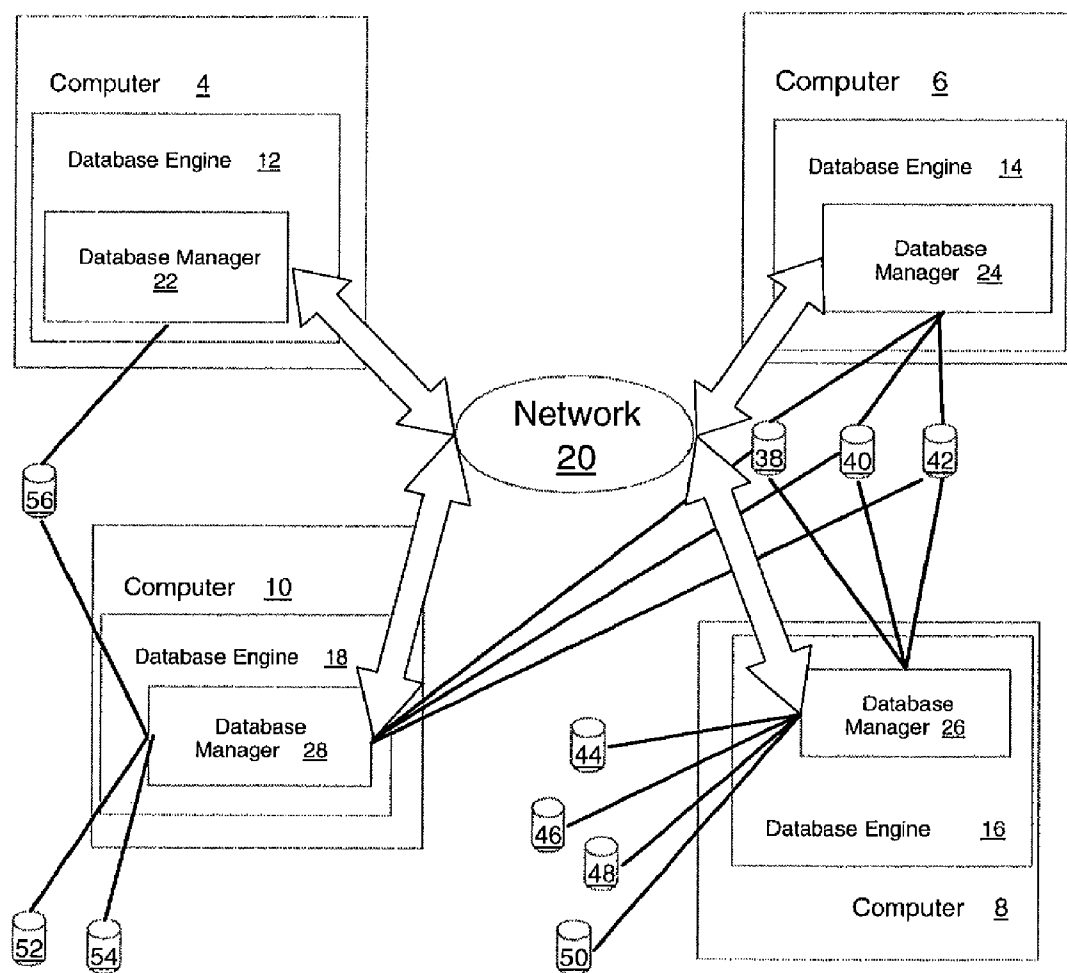 Computer 4
Database Engine 12
Database Manager
22
Computer 6
Database Engine 14
Database
Manager 24
Network
20
38
40
42
56
Computer 10
Database Engine 18
Database
Manager 28
52
54
44
46
48
50
Database
Manager 26
Database Engine 16
Computer 8